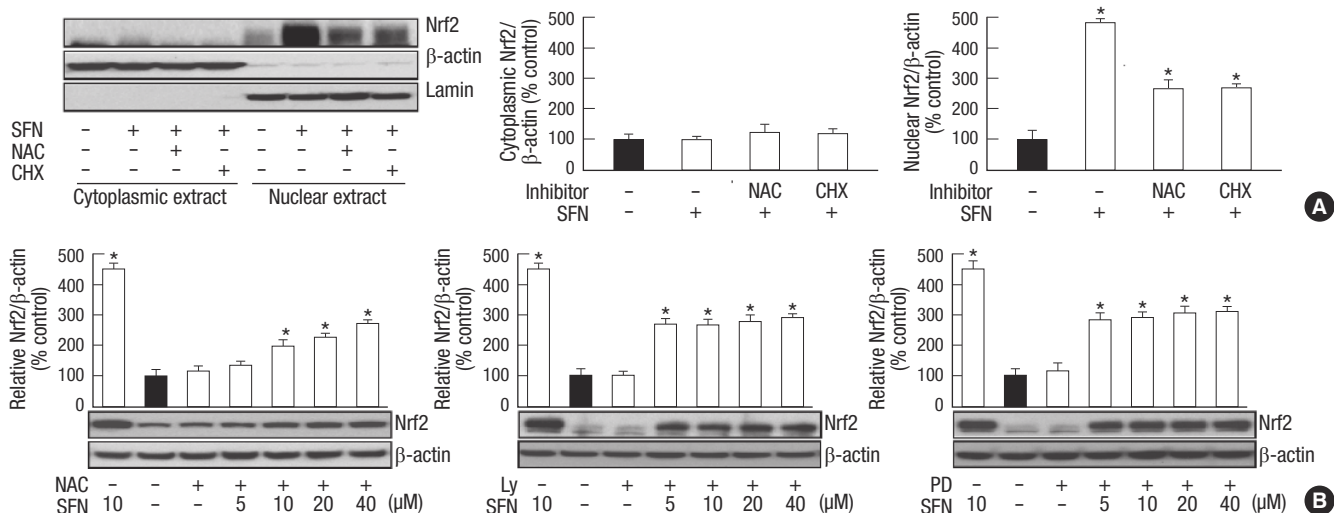 Nrf2
β-actin
Lamin
SFN – + + + – + + +
NAC + +
CHX + +
Cytoplasmic extract Nuclear extract
Cytoplasmic Nrf2/
β-actin (% control)
500
400
300
200
100
Inhibitor – – NAC CHX
SFN – + + +
Nuclear Nrf2/β-actin
(% control)
500
400
300
200
100
* * *
Inhibitor – – NAC CHX
SFN – + + +
A
Relative Nrf2/β-actin
(% control)
500
400
300
200
100
0
* * * *
Nrf2
β-actin
NAC – – + + + + +
SFN 10 – – 5 10 20 40 (μM)
Relative Nrf2/β-actin
(% control)
500
400
300
200
100
0
* * * * *
Nrf2
β-actin
Ly – – + + + + +
SFN 10 – – 5 10 20 40 (μM)
Relative Nrf2/β-actin
(% control)
500
400
300
200
100
0
* * * * *
Nrf2
β-actin
PD – – + + + + +
SFN 10 – – 5 10 20 40 (μM)
B